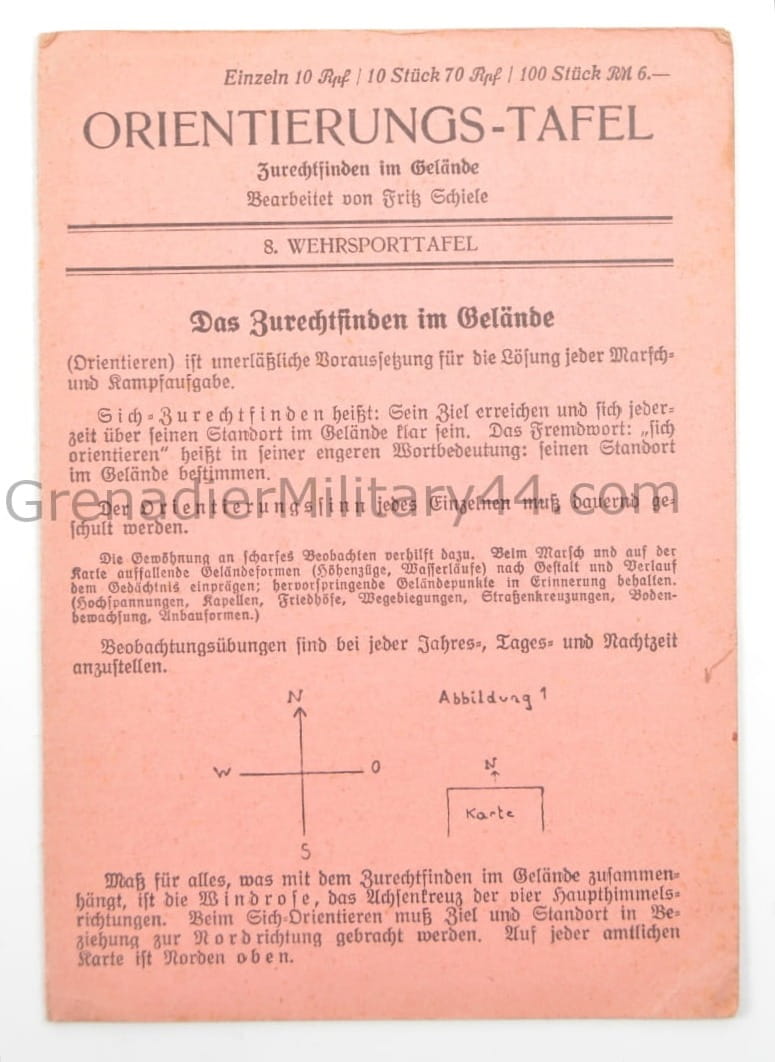 Einzeln 10 Rpf / 10 Stück 70 Rpf / 100 Stück RM 6.—
ORIENTIERUNGS-TAFEL
Zurechtfinden im Gelände
Bearbeitet von Fritz Schiele
8. WEHRSPORTTAFEL
Das Zurechtfinden im Gelände
(Orientieren) ist unerläßliche Voraussetzung für die Lösung jeder Marsch-
und Kampfaufgabe.
Sich-Zurechtfinden heißt: Sein Ziel erreichen und sich jeder-
zeit über seinen Standort im Gelände klar sein. Das Fremdwort: „sich
orientieren“ heißt in seiner engeren Wortbedeutung: seinen Standort
im Gelände bestimmen.
GrenadierMilitary44.com
Der Orientierungssinn jedes Einzelnen muß dauernd ge-
schult werden.
Die Gewöhnung an scharfes Beobachten verhilft dazu. Beim Marsch und auf der
Karte auffallende Geländeformen (Höhenzüge, Wasserläufe) nach Gestalt und Verlauf
dem Gedächtnis einprägen; hervorspringende Geländepunkte in Erinnerung behalten.
(Hochspannungen, Kapellen, Friedhöfe, Wegebiegungen, Straßenkreuzungen, Boden-
bewachsung, Anbauformen.)
Beobachtungsübungen sind bei jeder Jahres-, Tages- und Nachtzeit
anzustellen.
N
Abbildung 1
W O
N
Karte
S
Maß für alles, was mit dem Zurechtfinden im Gelände zusammen-
hängt, ist die Windrose, das Achsenkreuz der vier Haupthimmels-
richtungen. Beim Sich-Orientieren muß Ziel und Standort in Be-
ziehung zur Nordrichtung gebracht werden. Auf jeder amtlichen
Karte ist Norden oben.